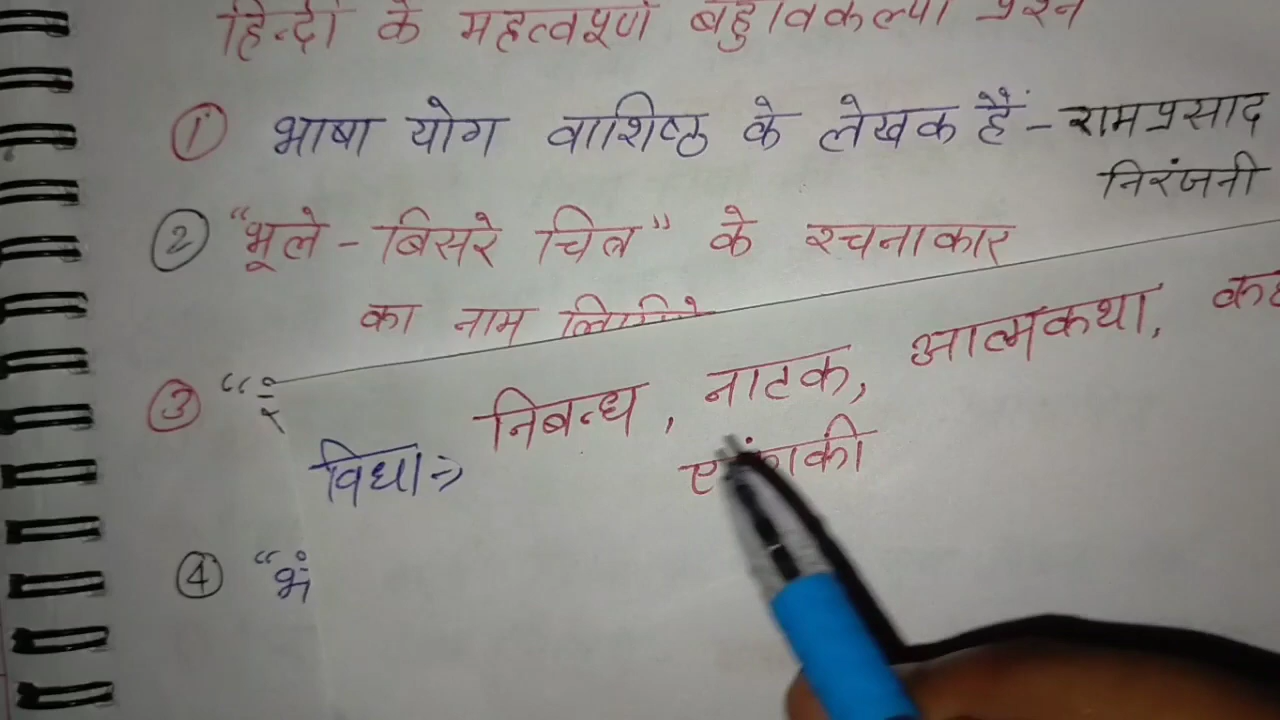 हिन्दी के महत्वपूर्ण बहुविकल्पी प्रश्न
① भाषा योग वाशिष्ठ के लेखक हैं - रामप्रसाद
निरंजनी
② "भूले - बिसरे चित्र" के रचनाकार
का नाम
③ "
निबन्ध, नाटक, आत्मकथा,
विधा ⇒ एकांकी
④ "